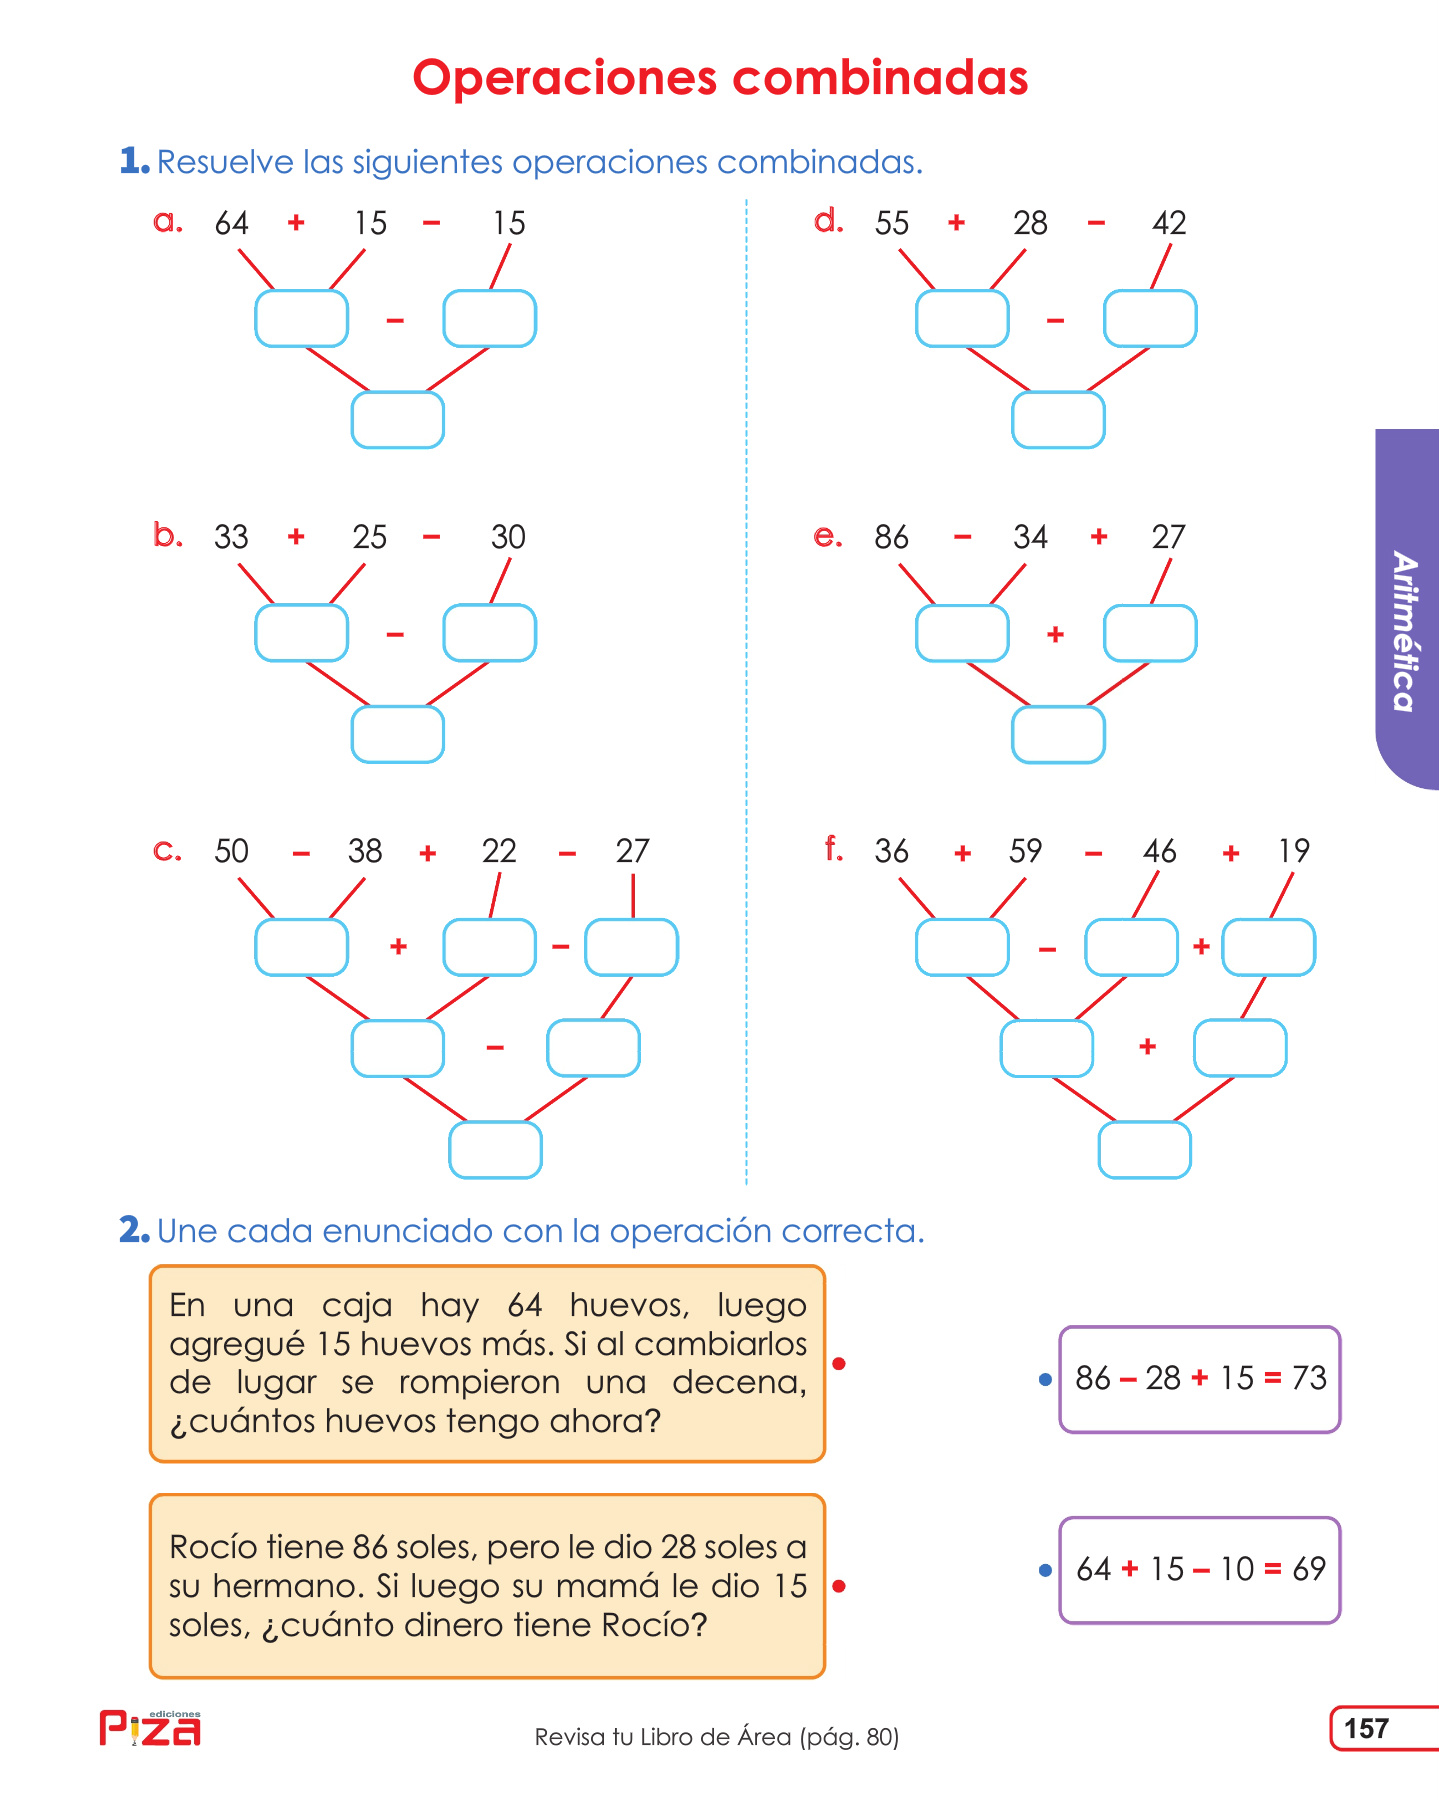 Operaciones combinadas
1. Resuelve las siguientes operaciones combinadas.
a. 64 + 15 – 15
–
b. 33 + 25 – 30
–
c. 50 – 38 + 22 – 27
+ –
–
d. 55 + 28 – 42
–
e. 86 – 34 + 27
+
f. 36 + 59 – 46 + 19
– +
+
Aritmética
2. Une cada enunciado con la operación correcta.
En una caja hay 64 huevos, luego
agregué 15 huevos más. Si al cambiarlos
de lugar se rompieron una decena,
¿cuántos huevos tengo ahora?
86 – 28 + 15 = 73
Rocío tiene 86 soles, pero le dio 28 soles a
su hermano. Si luego su mamá le dio 15
soles, ¿cuánto dinero tiene Rocío?
64 + 15 – 10 = 69
ediciones
Piza
Revisa tu Libro de Área (pág. 80)
157